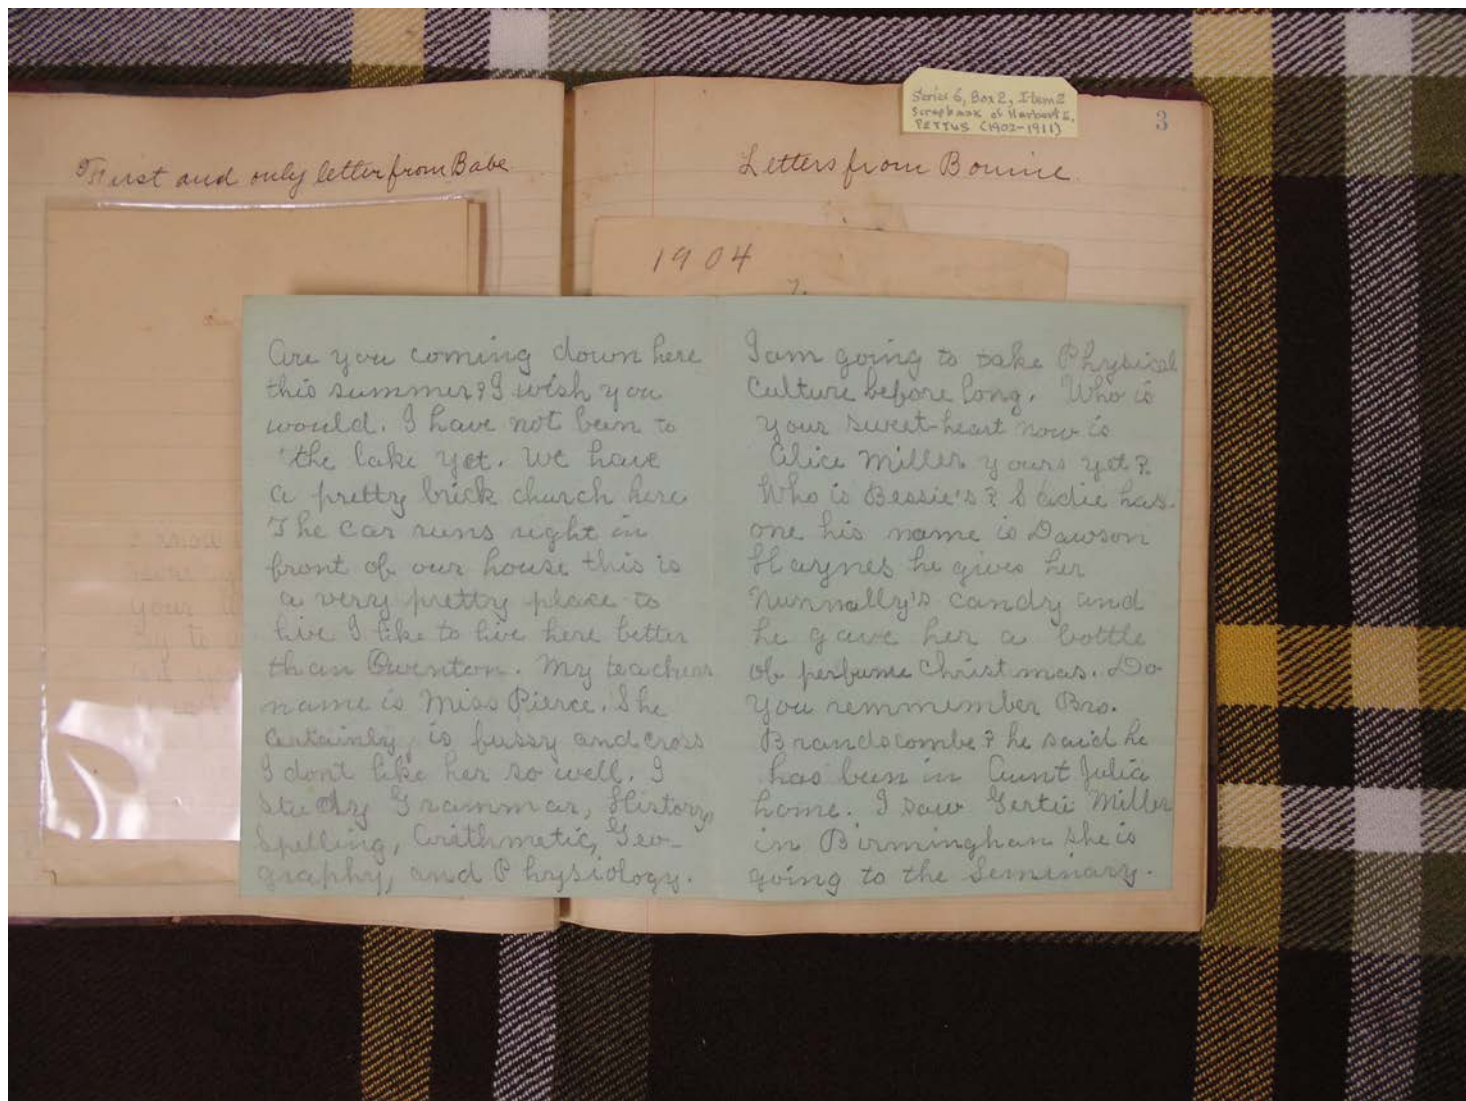 First and only letter from Babe
Series 6, Box 2, Item 2
Scrapbook of Harbert E.
PETTUS (1902-1911)
3
Letters from Bonnie
1904
Are you coming down here
this summer? I wish you
would. I have not been to
the lake yet. We have
a pretty brick church here
The car runs right in
front of our house this is
a very pretty place to
live I like to live here better
than Owenton. My teachers
name is Miss Pierce. She
certainly is fussy and cross
I dont like her so well. I
study Grammar, History,
Spelling, Arithmetic, Geo-
graphy, and Physiology.
I am going to take Physical
Culture before long. Who is
your sweet-heart now is
Alice Miller yours yet?
Who is Bessie's? Sadie has
one his name is Dawson
Haynes he gives her
Nunnally's candy and
he gave her a bottle
of perfume Christmas. Do
you remmember Bro.
Brandscombe? he said he
has been in Aunt Julia
home. I saw Gertie Miller
in Birmingham she is
going to the Seminary.